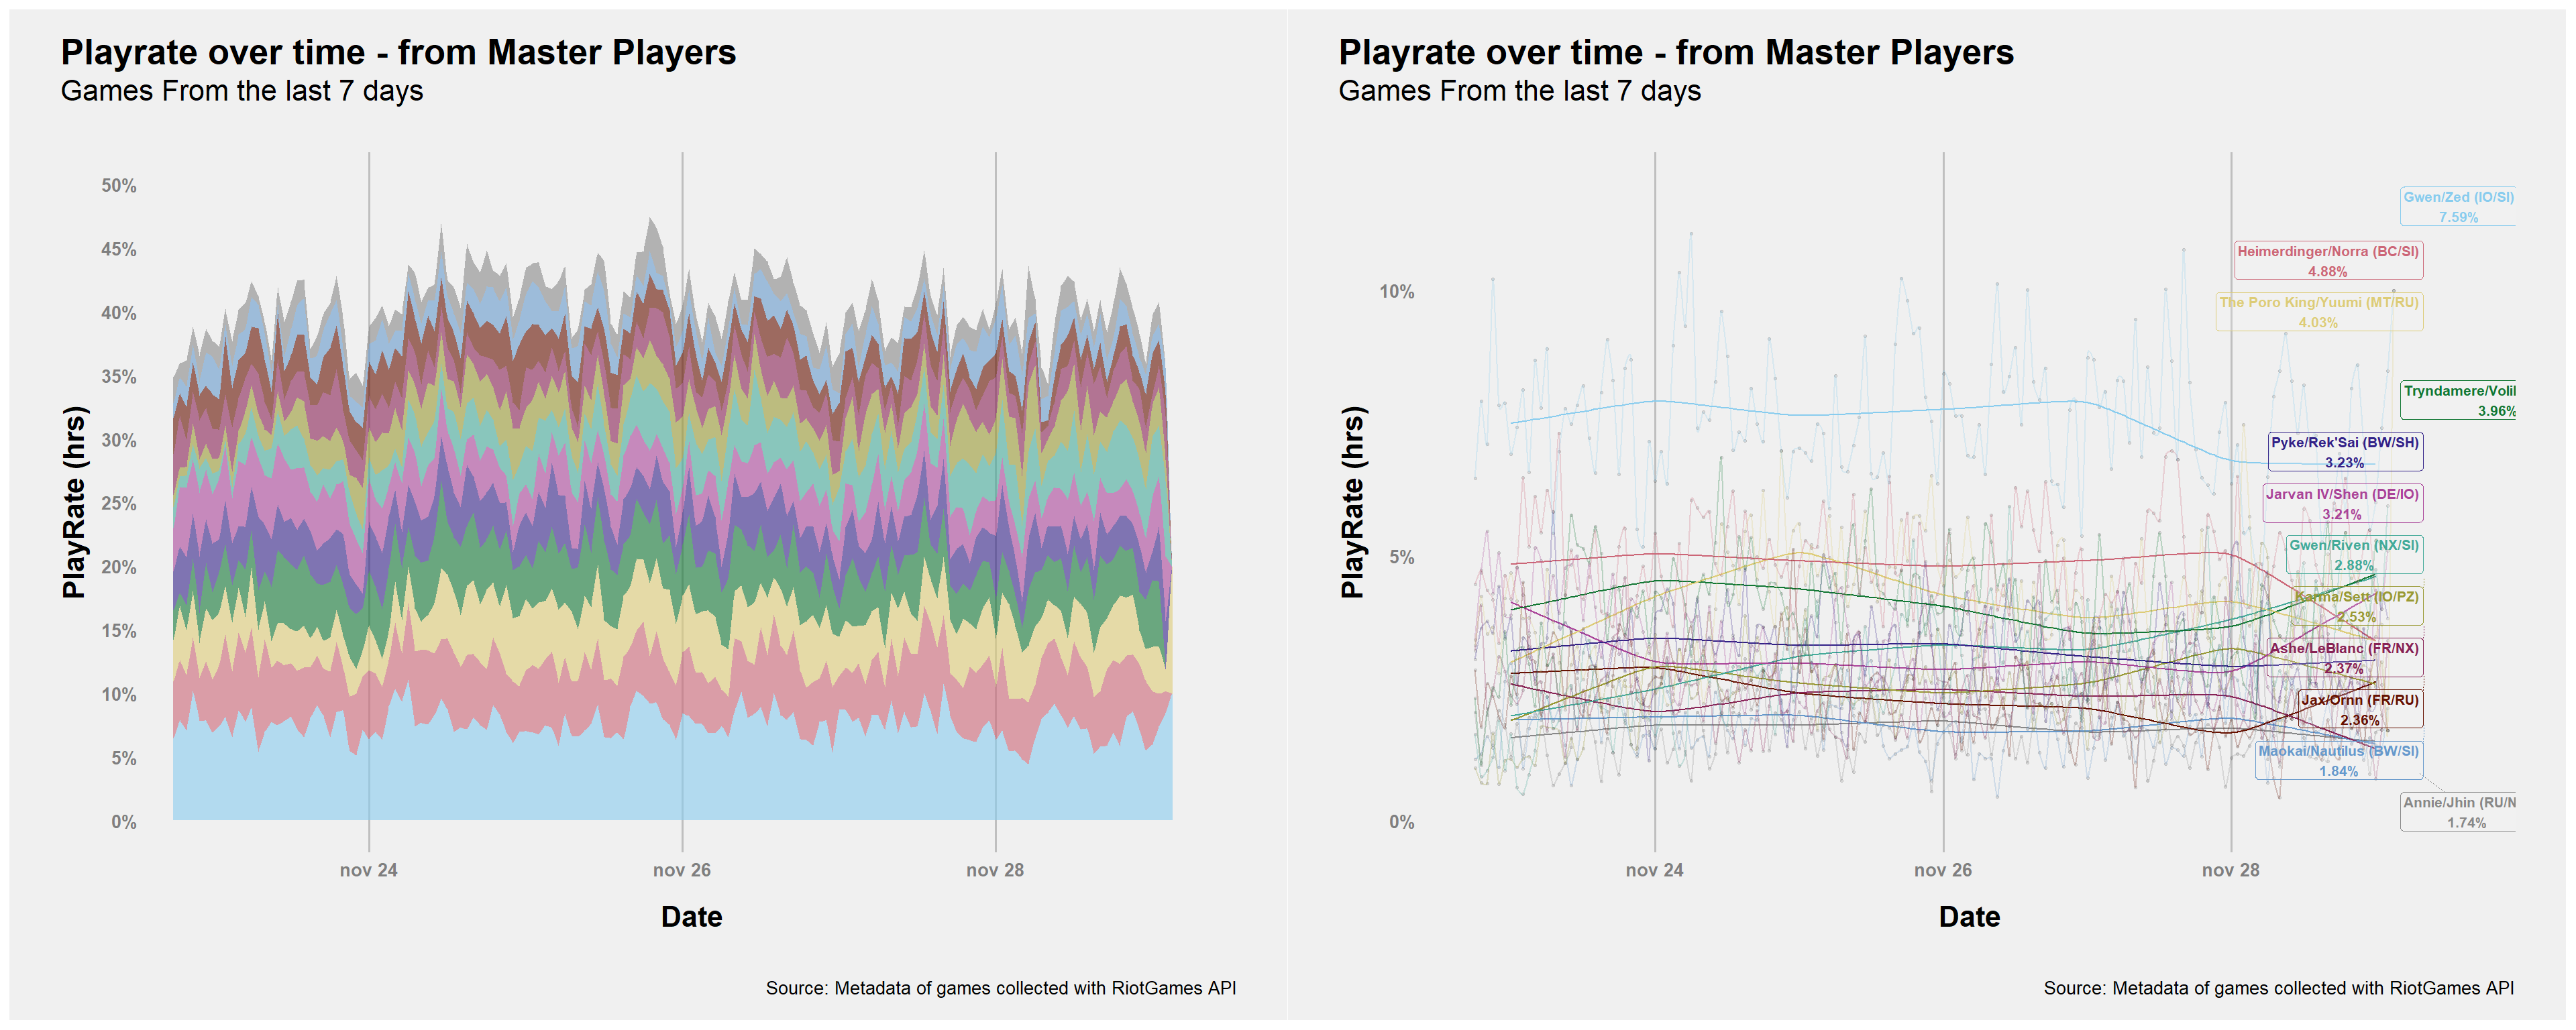 Playrate over time - from Master Players
Games From the last 7 days
50%
45%
40%
35%
30%
25%
20%
15%
10%
5%
0%
PlayRate (hrs)
nov 24
nov 26
nov 28
Date
Source: Metadata of games collected with RiotGames API
Playrate over time - from Master Players
Games From the last 7 days
10%
5%
0%
PlayRate (hrs)
Gwen/Zed (IO/SI)
7.59%
Heimerdinger/Norra (BC/SI)
4.88%
The Poro King/Yuumi (MT/RU)
4.03%
Tryndamere/Voli
3.96%
Pyke/Rek'Sai (BW/SH)
3.23%
Jarvan IV/Shen (DE/IO)
3.21%
Gwen/Riven (NX/SI)
2.88%
Karma/Sett (IO/PZ)
2.53%
Ashe/LeBlanc (FR/NX)
2.37%
Jax/Ornn (FR/RU)
2.36%
Maokai/Nautilus (BW/SI)
1.84%
Annie/Jhin (RU/N
1.74%
nov 24
nov 26
nov 28
Date
Source: Metadata of games collected with RiotGames API